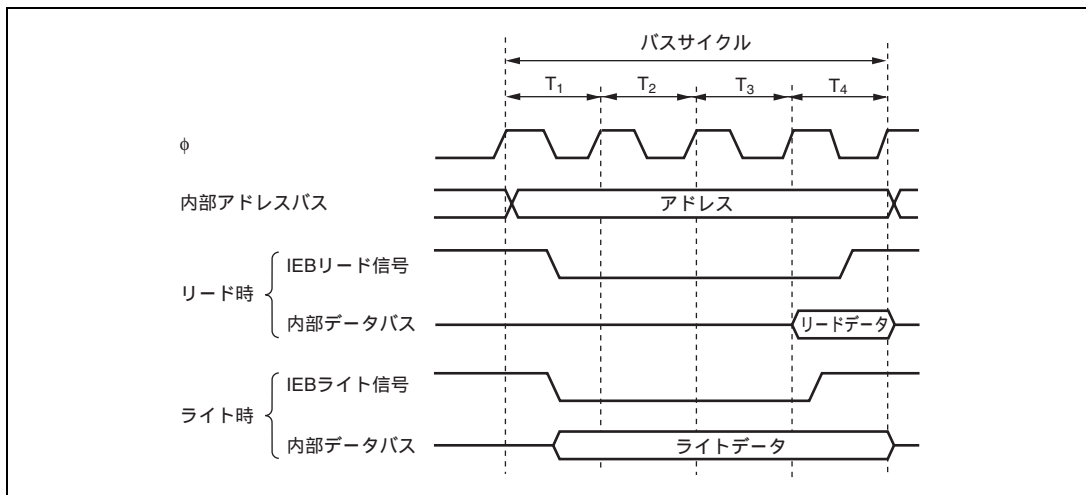 バスサイクル
T1 T2 T3 T4
φ
内部アドレスバス アドレス
リード時
IEBリード信号
内部データバス リードデータ
ライト時
IEBライト信号
内部データバス ライトデータ